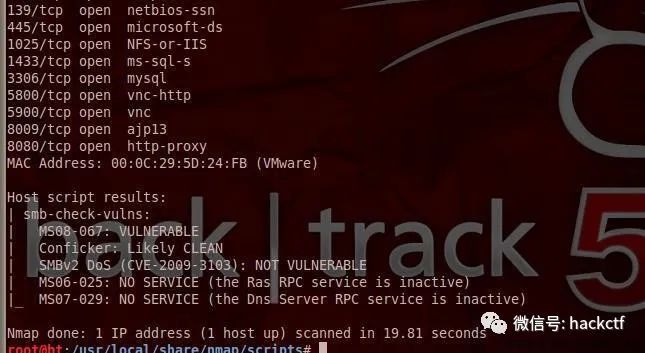 139/tcp open netbios-ssn
445/tcp open microsoft-ds
1025/tcp open NFS-or-IIS
1433/tcp open ms-sql-s
3306/tcp open mysql
5800/tcp open vnc-http
5900/tcp open vnc
8009/tcp open ajp13
8080/tcp open http-proxy
MAC Address: 00:0C:29:5D:24:FB (VMware)
Host script results:
| smb-check-vulns:
| MS08-067: VULNERABLE
| Conficker: Likely CLEAN
| SMBv2 DoS (CVE-2009-3103): NOT VULNERABLE
| MS06-025: NO SERVICE (the Ras RPC service is inactive)
|_ MS07-029: NO SERVICE (the Dns Server RPC service is inactive)
back | track 5
Nmap done: 1 IP address (1 host up) scanned in 19.81 seconds
微信号: hackctf
root@bt:/usr/local/share/nmap/scripts#